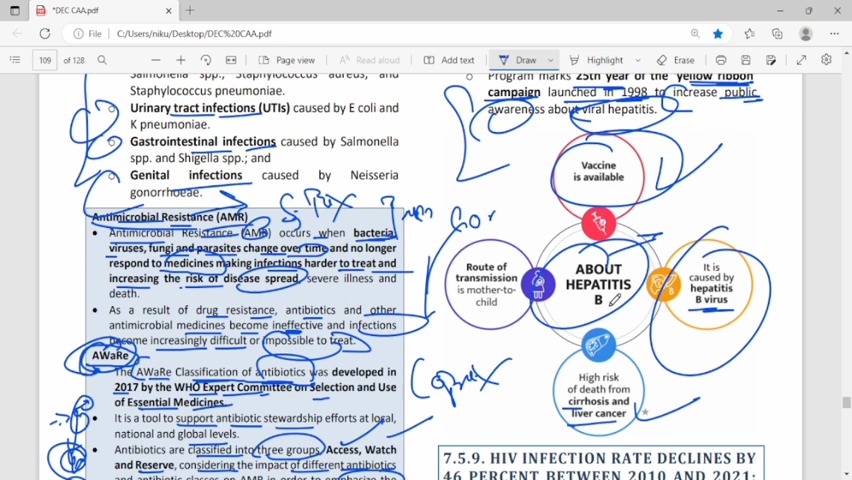 *DEC CAA.pdf
File
C:/Users/niku/Desktop/DEC%20CAA.pdf
109 of 128
Page view
Read aloud
Add text
Draw
Highlight
Erase
Salmonella spp., Staphylococcus aureus, and
Staphylococcus pneumoniae.
Urinary tract infections (UTIs) caused by E coli and
K pneumoniae.
Gastrointestinal infections caused by Salmonella
spp. and Shigella spp.; and
Genital infections caused by Neisseria
gonorrhoeae.
Antimicrobial Resistance (AMR)
Antimicrobial Resistance (AMR) occurs when bacteria,
viruses, fungi and parasites change over time and no longer
respond to medicines making infections harder to treat and
increasing the risk of disease spread, severe illness and
death.
As a result of drug resistance, antibiotics and other
antimicrobial medicines become ineffective and infections
become increasingly difficult or impossible to treat.
AWaRe
The AWaRe Classification of antibiotics was developed in
2017 by the WHO Expert Committee on Selection and Use
of Essential Medicines.
It is a tool to support antibiotic stewardship efforts at local,
national and global levels.
Antibiotics are classified into three groups, Access, Watch
and Reserve, considering the impact of different antibiotics
and antibiotic classes on AMR in order to emphasize the
Program marks 25th year of the yellow ribbon
campaign launched in 1998 to increase public
awareness about viral hepatitis.
Vaccine
is available
Route of
transmission
is mother-to-
child
ABOUT
HEPATITIS
B
It is
caused by
hepatitis
B virus
High risk
of death from
cirrhosis and
liver cancer
7.5.9. HIV INFECTION RATE DECLINES BY
46 PERCENT BETWEEN 2010 AND 2021: